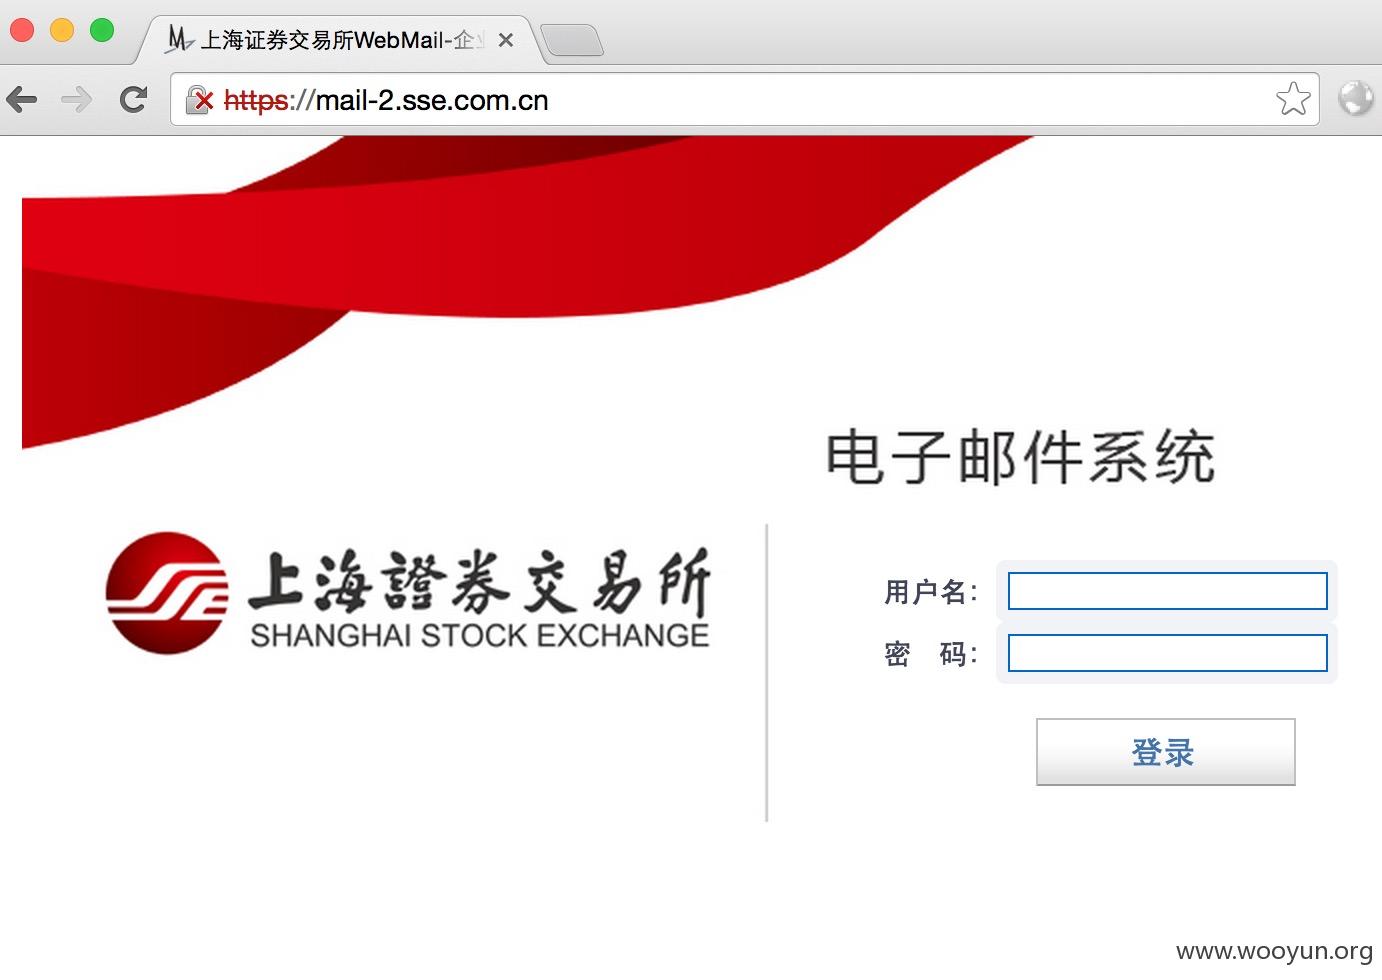 上海证券交易所WebMail-企
https://mail-2.sse.com.cn
电子邮件系统
上海證券交易所
SHANGHAI STOCK EXCHANGE
用户名：
密 码：
登录
www.wooyun.org